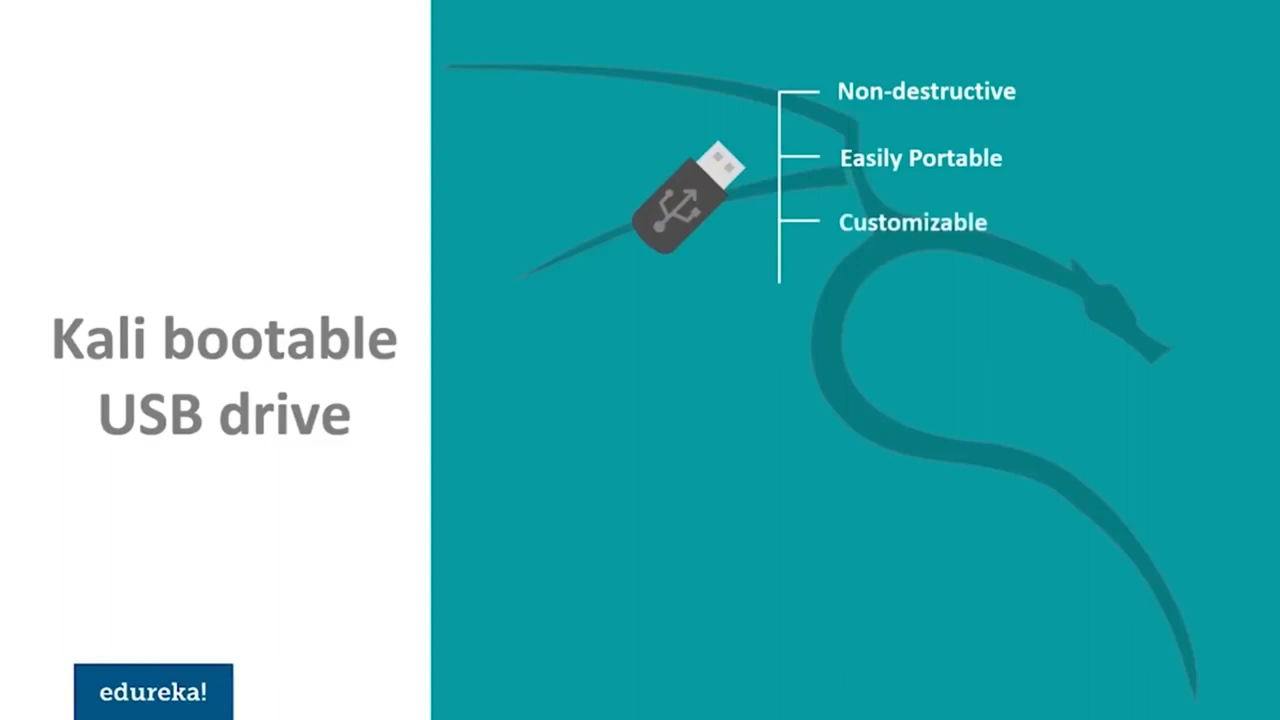 Kali bootable
USB drive
Non-destructive
Easily Portable
Customizable
edureka!